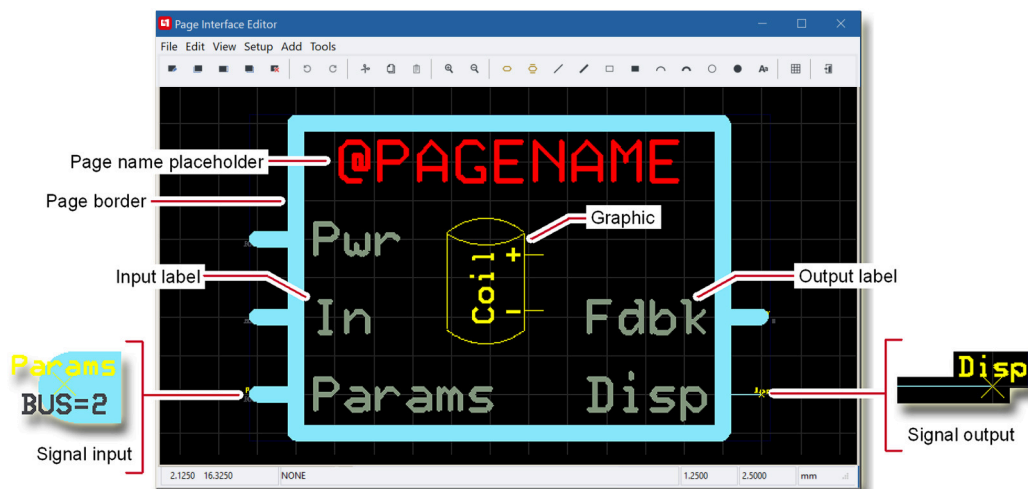 Page Interface Editor
File Edit View Setup Add Tools
Page name placeholder
@PAGENAME
Page border
Graphic
Pwr
Coil
+
−
Input label
Output label
In
Fdbk
Params
BUS=2
Params
Disp
Disp
Signal input
Signal output
2.1250 16.3250 NONE 1.2500 2.5000 mm